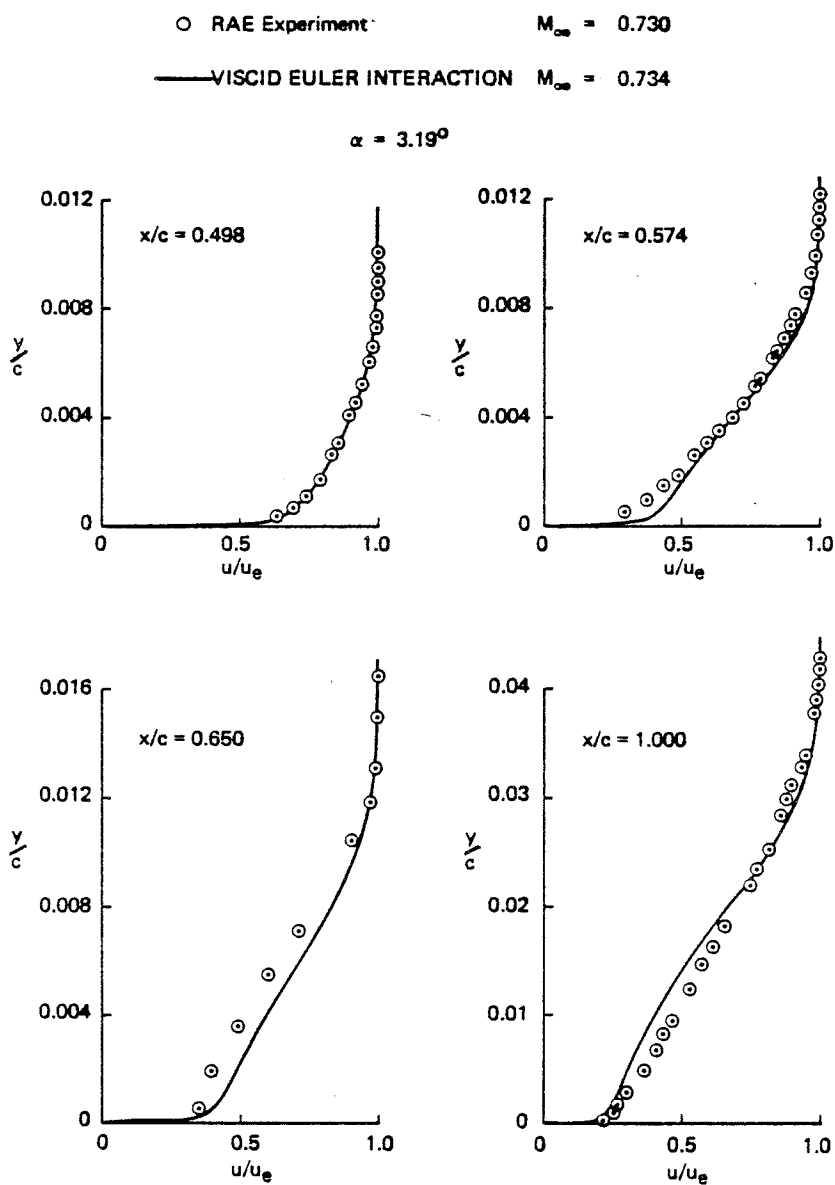 ⊙ RAE Experiment M∞ = 0.730
VISCID EULER INTERACTION M∞ = 0.734
α = 3.19°
0.012
x/c = 0.498
0.008
y/c
0.004
0
0 0.5 1.0
u/ue
0.012
x/c = 0.574
0.008
y/c
0.004
0
0 0.5 1.0
u/ue
0.016
x/c = 0.650
0.012
y/c
0.008
0.004
0
0 0.5 1.0
u/ue
0.04
x/c = 1.000
0.03
y/c
0.02
0.01
0
0 0.5 1.0
u/ue